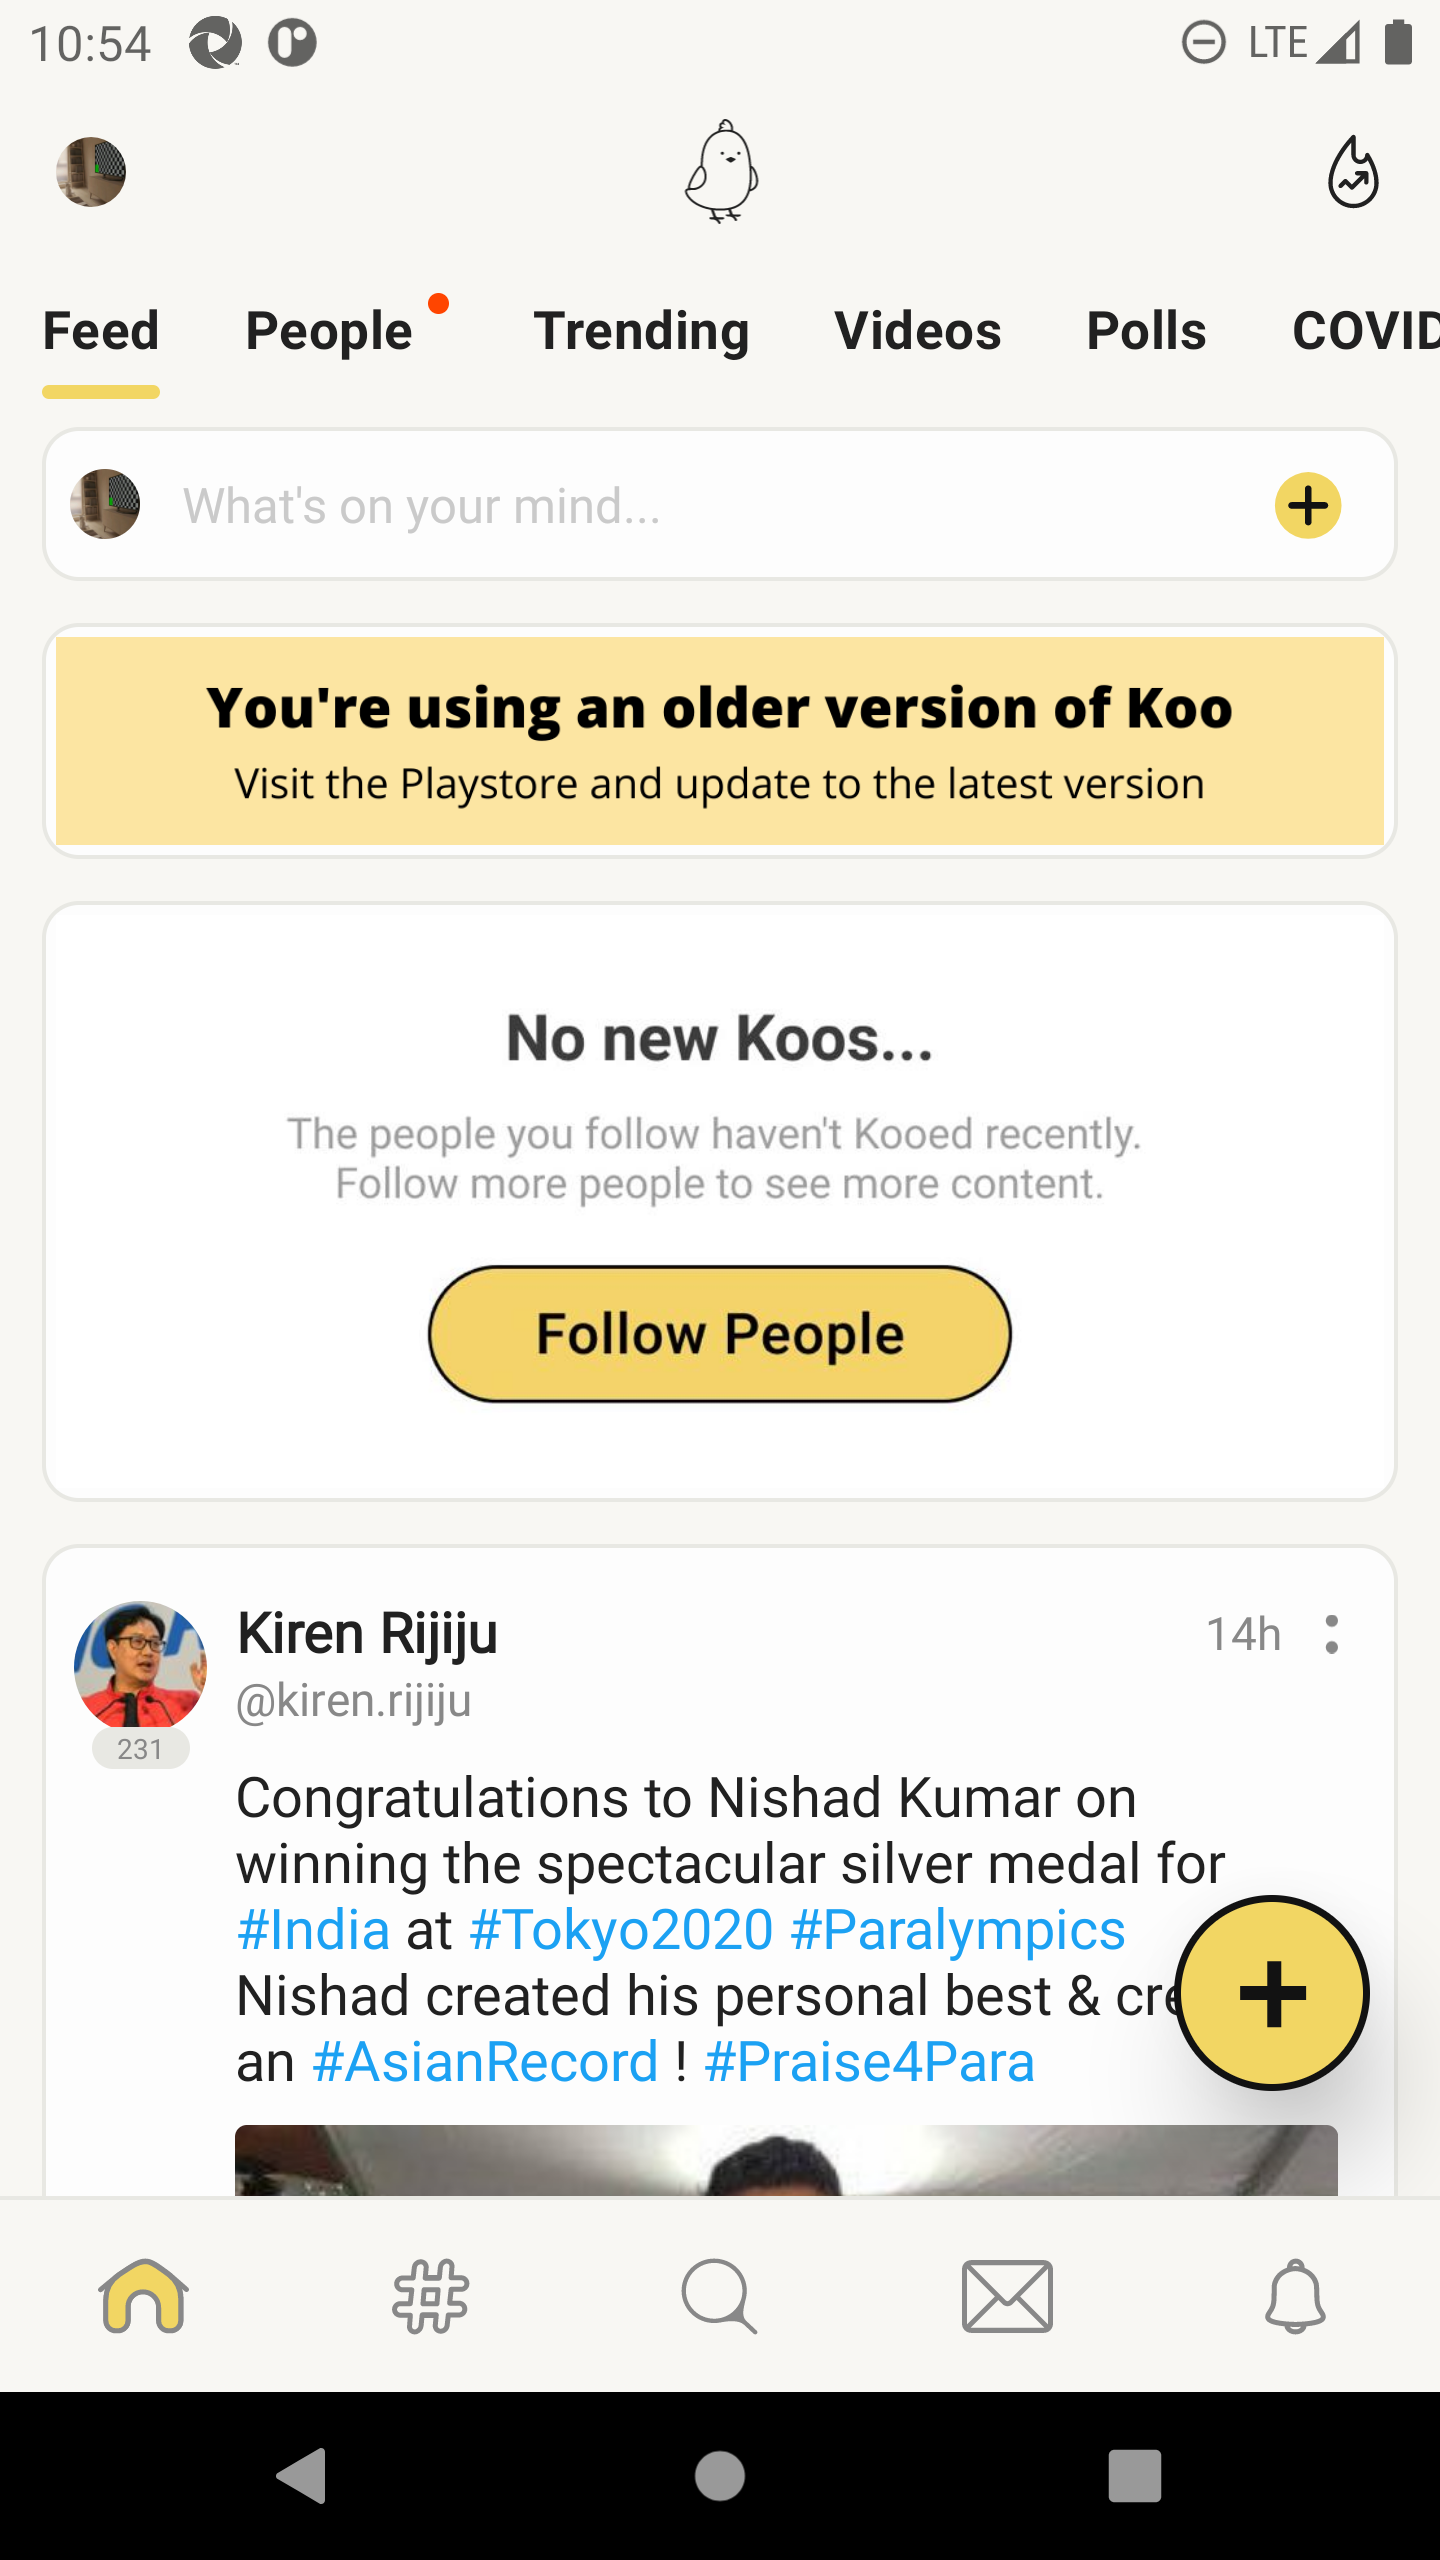 10:54
LTE
Feed
People
Trending
Videos
Polls
COVID
What's on your mind...
You're using an older version of Koo
Visit the Playstore and update to the latest version
No new Koos...
The people you follow haven't Kooed recently.
Follow more people to see more content.
Follow People
Kiren Rijiju
14h
@kiren.rijiju
231
Congratulations to Nishad Kumar on
winning the spectacular silver medal for
#India at #Tokyo2020 #Paralympics
Nishad created his personal best & cre
an #AsianRecord ! #Praise4Para